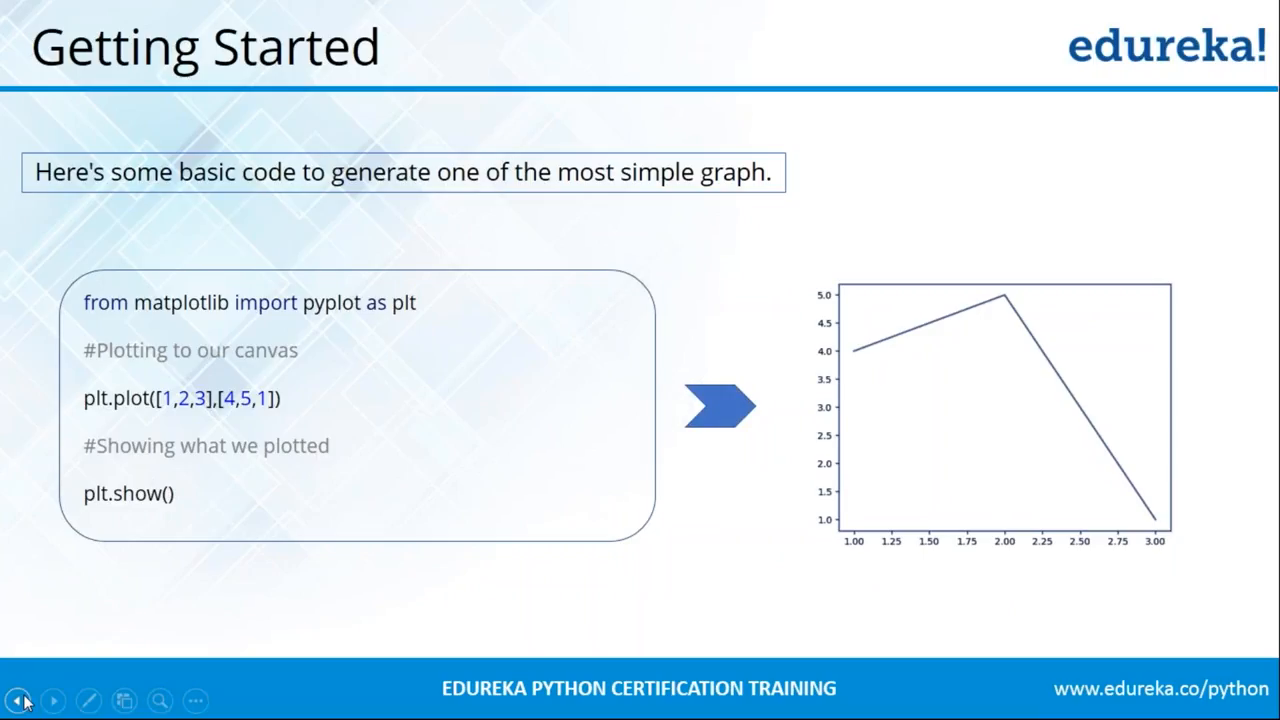 Getting Started
edureka!
Here's some basic code to generate one of the most simple graph.
from matplotlib import pyplot as plt
#Plotting to our canvas
plt.plot([1,2,3],[4,5,1])
#Showing what we plotted
plt.show()
5.0
4.5
4.0
3.5
3.0
2.5
2.0
1.5
1.0
1.00 1.25 1.50 1.75 2.00 2.25 2.50 2.75 3.00
EDUREKA PYTHON CERTIFICATION TRAINING
www.edureka.co/python